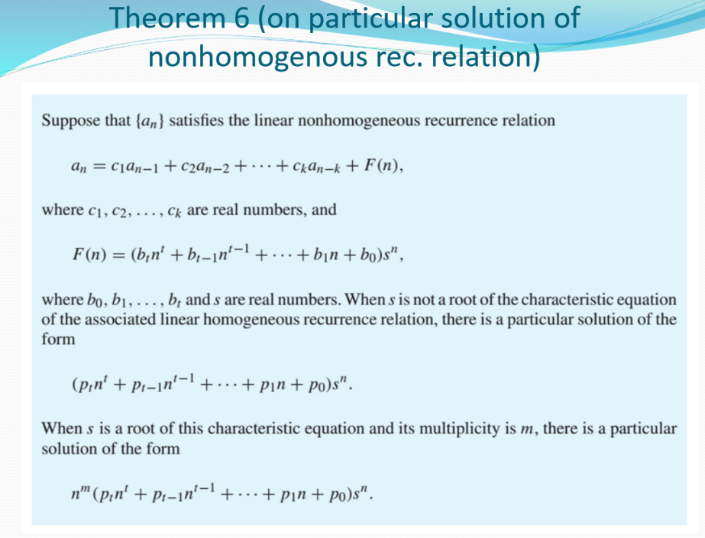 Theorem 6 (on particular solution of
nonhomogenous rec. relation)
Suppose that {aₙ} satisfies the linear nonhomogeneous recurrence relation
aₙ = c₁aₙ₋₁ + c₂aₙ₋₂ + ··· + cₖaₙ₋ₖ + F(n),
where c₁, c₂, . . . , cₖ are real numbers, and
F(n) = (bₜnᵗ + bₜ₋₁nᵗ⁻¹ + ··· + b₁n + b₀)sⁿ,
where b₀, b₁, . . . , bₜ and s are real numbers. When s is not a root of the characteristic equation
of the associated linear homogeneous recurrence relation, there is a particular solution of the
form
(pₜnᵗ + pₜ₋₁nᵗ⁻¹ + ··· + p₁n + p₀)sⁿ.
When s is a root of this characteristic equation and its multiplicity is m, there is a particular
solution of the form
nᵐ(pₜnᵗ + pₜ₋₁nᵗ⁻¹ + ··· + p₁n + p₀)sⁿ.